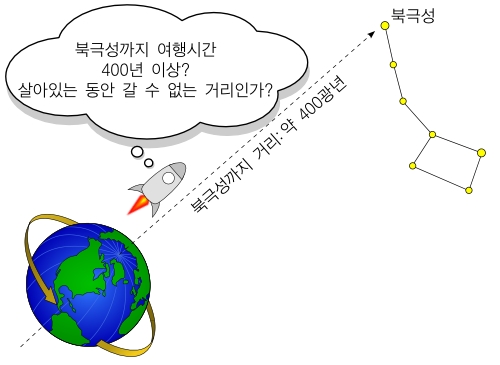 북극성
북극성까지 여행시간
400년 이상?
살아있는 동안 갈 수 없는 거리인가?
북극성까지 거리:약 400광년